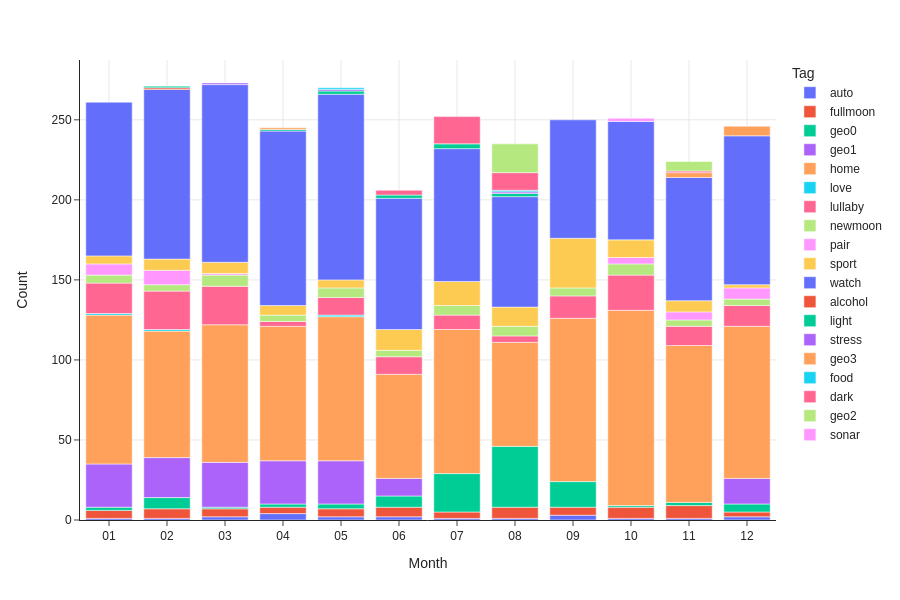 Tag
auto
fullmoon
geo0
geo1
home
love
lullaby
newmoon
pair
sport
watch
alcohol
light
stress
geo3
food
dark
geo2
sonar
250
200
150
100
50
0
Count
01 02 03 04 05 06 07 08 09 10 11 12
Month